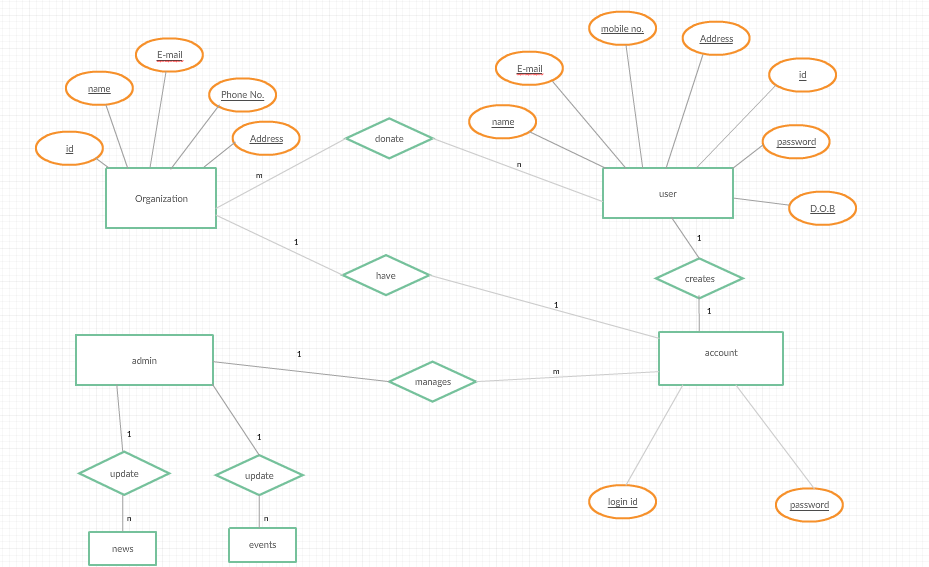 mobile no.
Address
E-mail
E-mail
id
name
Phone No.
name
Address
donate
password
id
n
m
Organization
user
D.O.B
1
1
have
creates
1
1
account
1
admin
m
manages
1
1
update
update
login id
password
n
n
news
events